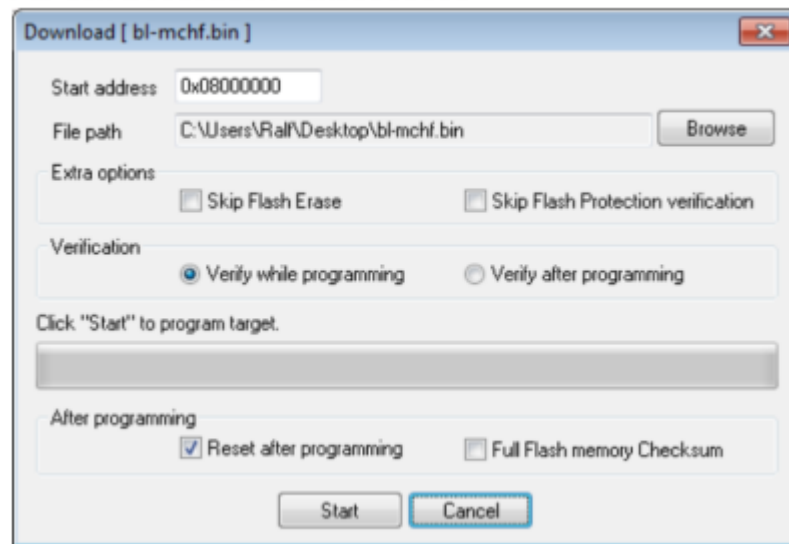 Download [ bl-mchf.bin ]
Start address 0x08000000
File path C:\Users\Ralf\Desktop\bl-mchf.bin Browse
Extra options
Skip Flash Erase Skip Flash Protection verification
Verification
Verify while programming Verify after programming
Click "Start" to program target.
After programming
Reset after programming Full Flash memory Checksum
Start Cancel